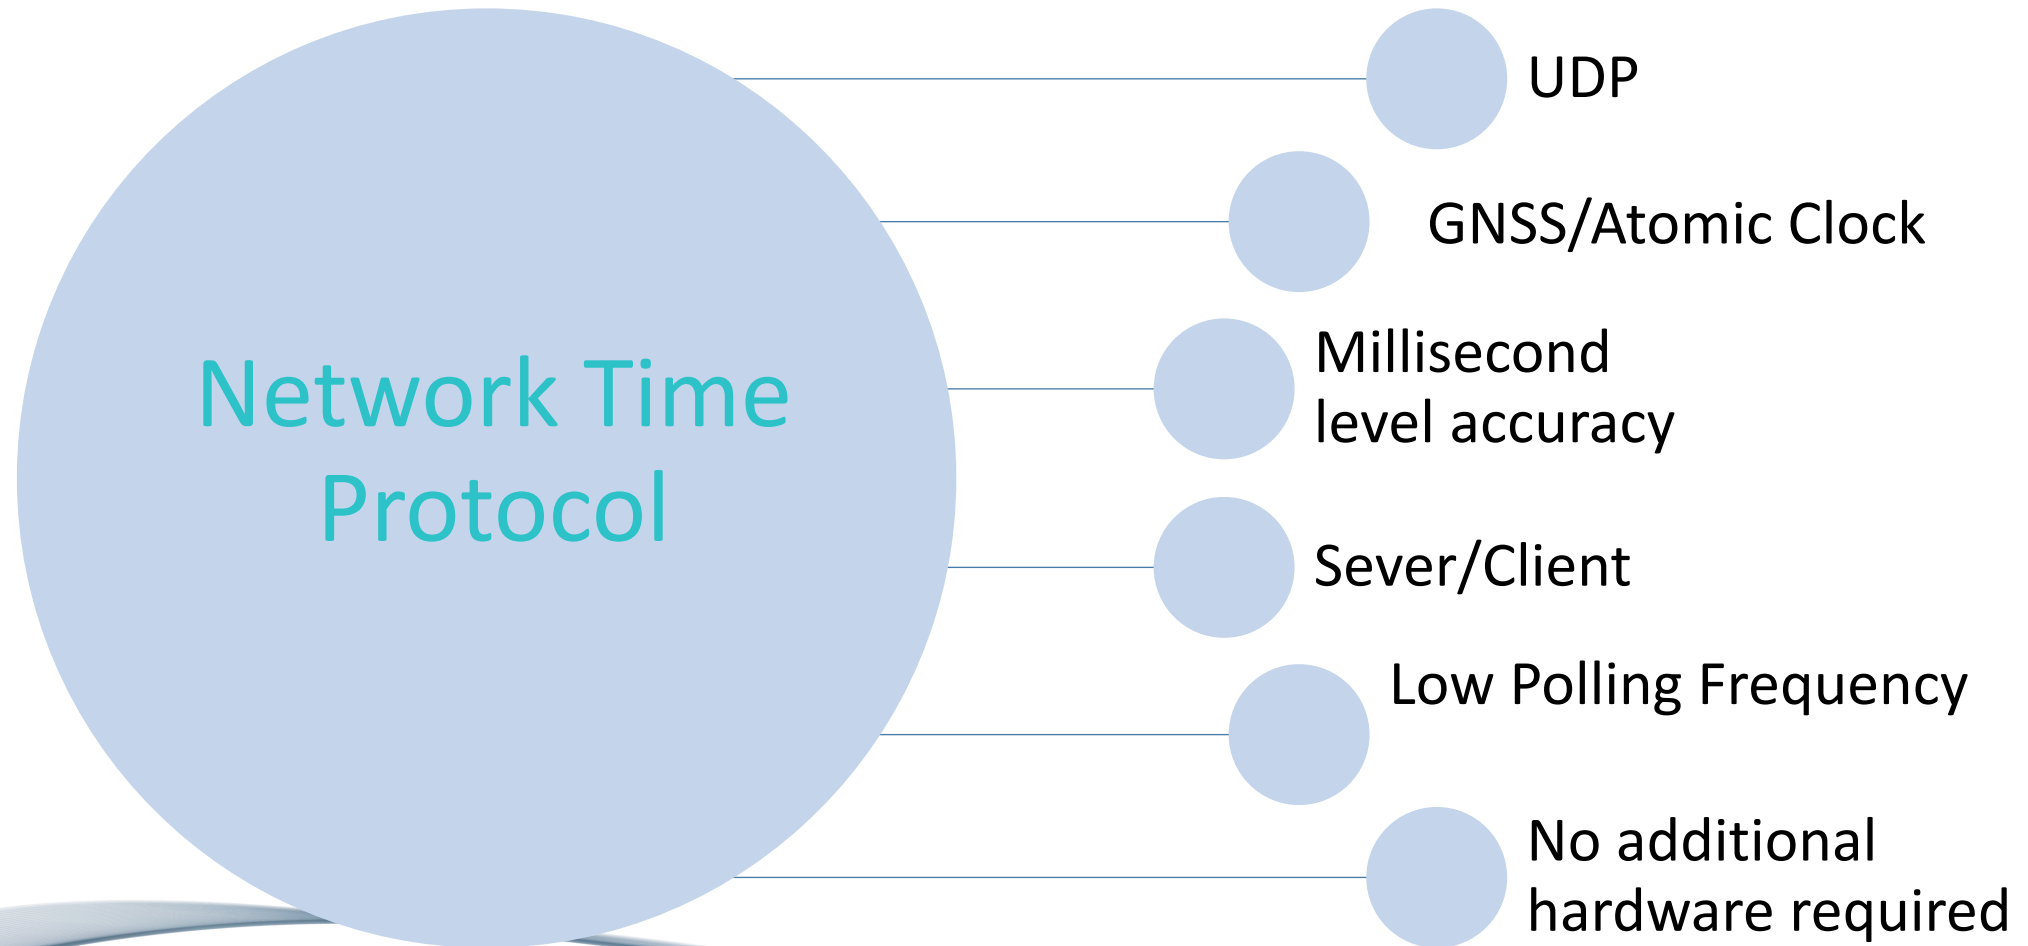 Network Time
Protocol
UDP
GNSS/Atomic Clock
Millisecond
level accuracy
Sever/Client
Low Polling Frequency
No additional
hardware required